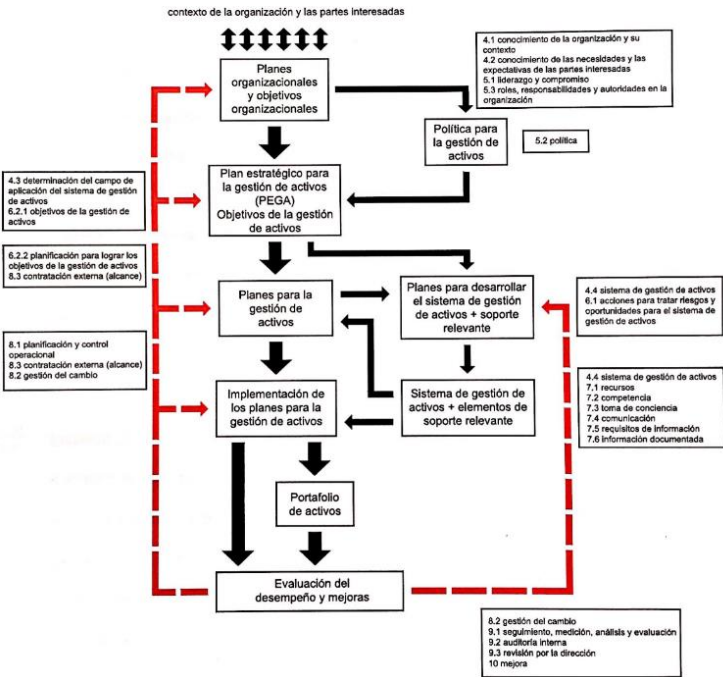 contexto de la organización y las partes interesadas
Planes
organizacionales
y objetivos
organizacionales
4.1 conocimiento de la organización y su
contexto
4.2 conocimiento de las necesidades y las
expectativas de las partes interesadas
5.1 liderazgo y compromiso
5.3 roles, responsabilidades y autoridades en la
organización
Política para
la gestión de
activos
5.2 política
4.3 determinación del campo de
aplicación del sistema de gestión
de activos
6.2.1 objetivos de la gestión de
activos
Plan estratégico para
la gestión de activos
(PEGA)
Objetivos de la gestión
de activos
6.2.2 planificación para lograr los
objetivos de la gestión de activos
8.3 contratación externa (alcance)
Planes para la
gestión de
activos
Planes para desarrollar
el sistema de gestión
de activos + soporte
relevante
4.4 sistema de gestión de activos
6.1 acciones para tratar riesgos y
oportunidades para el sistema de
gestión de activos
8.1 planificación y control
operacional
8.3 contratación externa (alcance)
8.2 gestión del cambio
Implementación de
los planes para la
gestión de activos
Sistema de gestión de
activos + elementos de
soporte relevante
4.4 sistema de gestión de activos
7.1 recursos
7.2 competencia
7.3 toma de conciencia
7.4 comunicación
7.5 requisitos de información
7.6 información documentada
Portafolio
de activos
Evaluación del
desempeño y mejoras
8.2 gestión del cambio
9.1 seguimiento, medición, análisis y evaluación
9.2 auditoría interna
9.3 revisión por la dirección
10 mejora